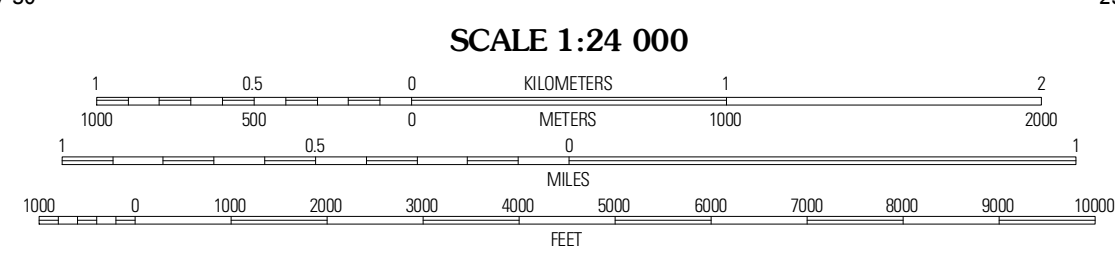 SCALE 1:24 000
1 0.5 0 KILOMETERS 1 2
1000 500 0 METERS 1000 2000
1 0.5 0 1
MILES
1000 0 1000 2000 3000 4000 5000 6000 7000 8000 9000 10000
FEET